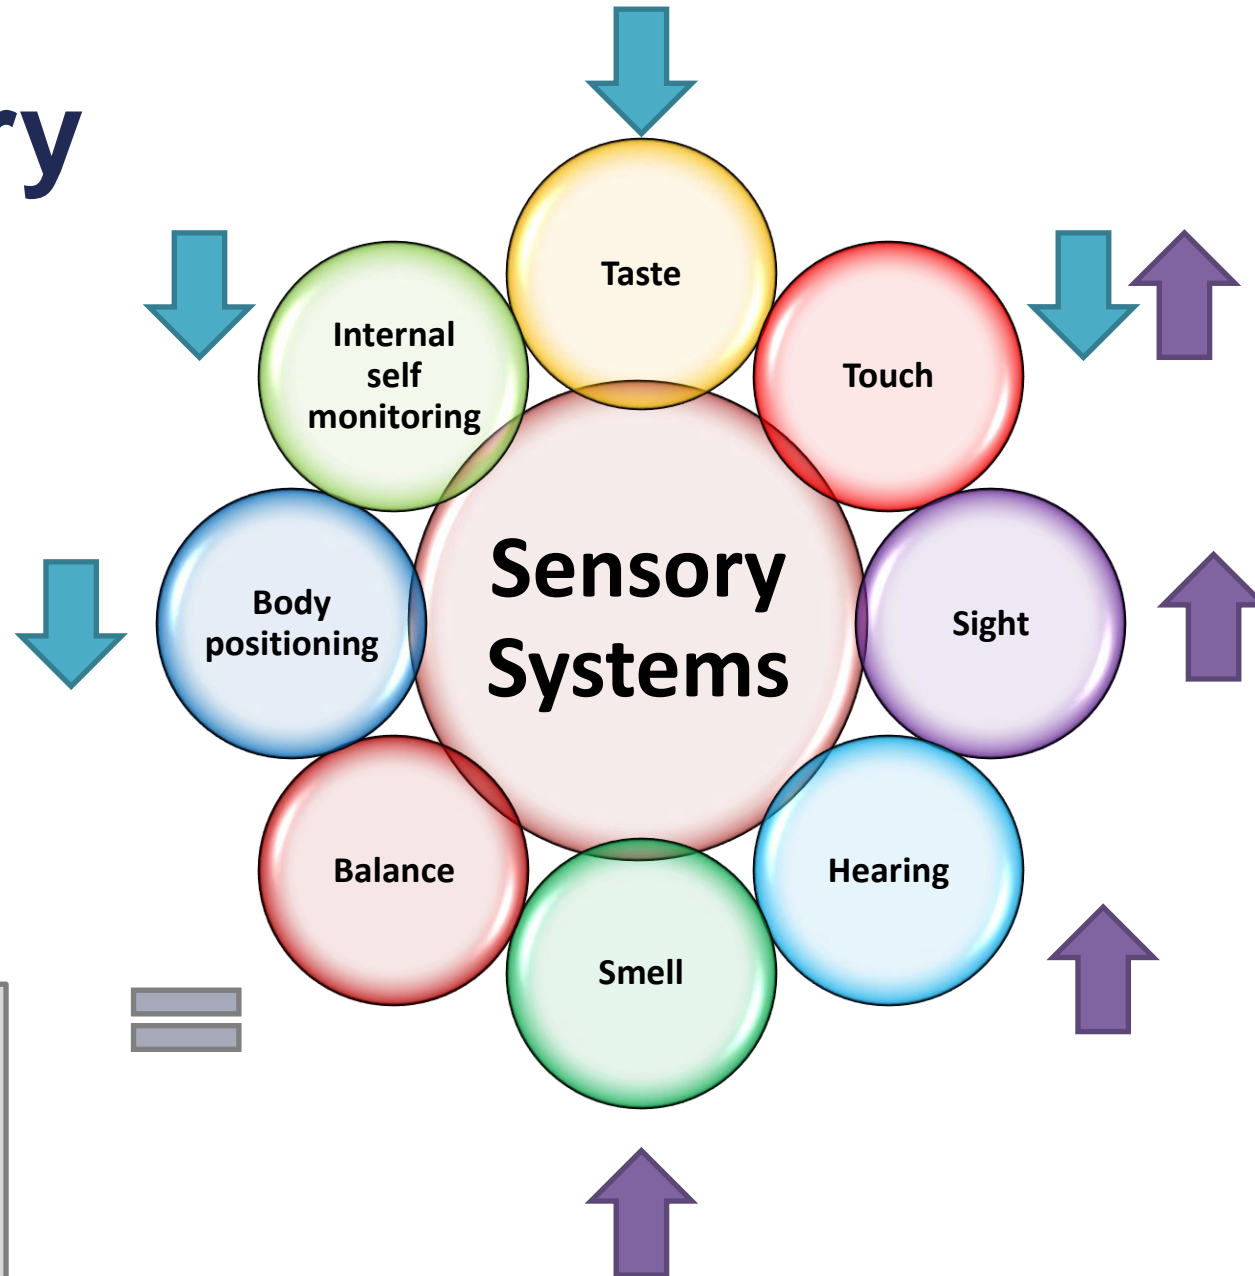 ry
Taste
Internal
self
monitoring
Touch
Sensory
Systems
Body
positioning
Sight
Balance
Hearing
Smell